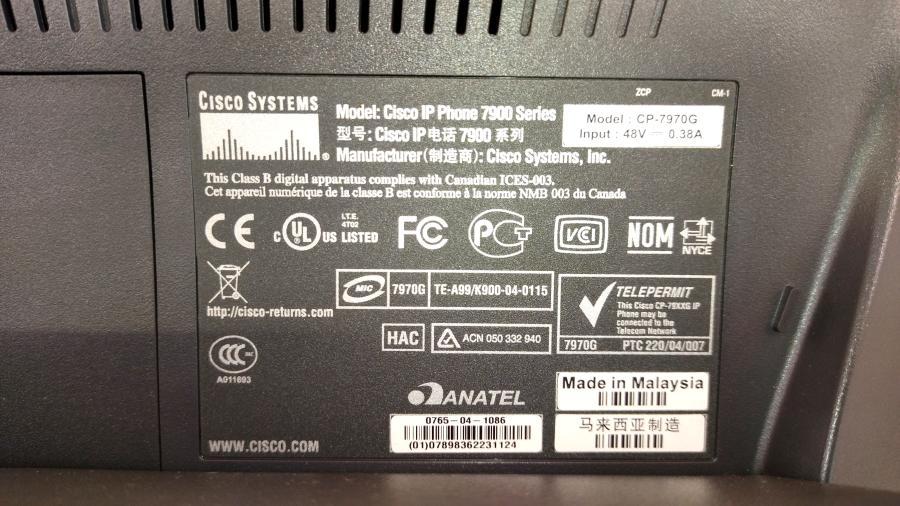 ZCP
CM-1
CISCO SYSTEMS
Model: Cisco IP Phone 7900 Series
型号: Cisco IP 电话 7900 系列
Manufacturer(制造商): Cisco Systems, Inc.
Model : CP-7970G
Input : 48V ⎓ 0.38A
This Class B digital apparatus complies with Canadian ICES-003.
Cet appareil numérique de la classe B est conforme à la norme NMB 003 du Canada
CE
C UL US LISTED
I.T.E.
4T02
FC
PCT
VCI
NOM
NYCE
http://cisco-returns.com
MIC 7970G TE-A99/K900-04-0115
TELEPERMIT
This Cisco CP-79XXG IP
Phone may be
connected to the
Telecom Network
7970G PTC 220/04/007
HAC
ACN 050 332 940
CCC
A011693
ANATEL
0765-04-1086
(01)07898362231124
Made in Malaysia
马来西亚制造
WWW.CISCO.COM